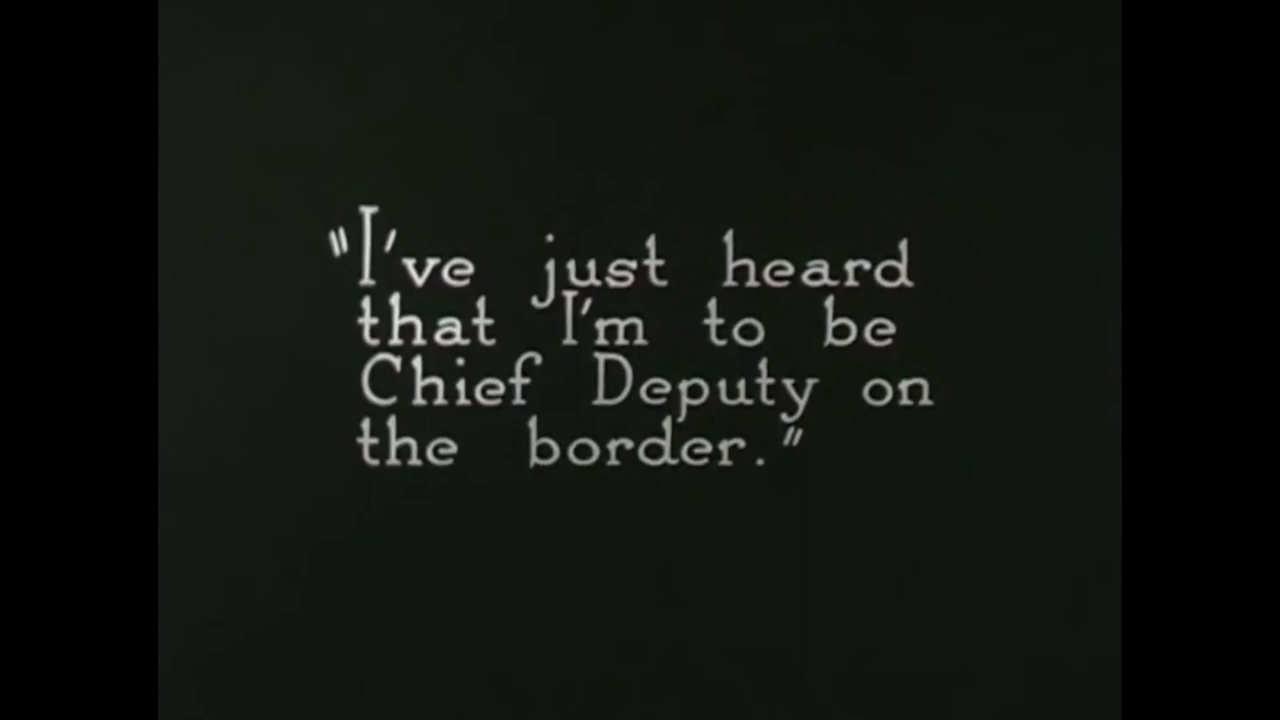 "I've just heard
that I'm to be
Chief Deputy on
the border."